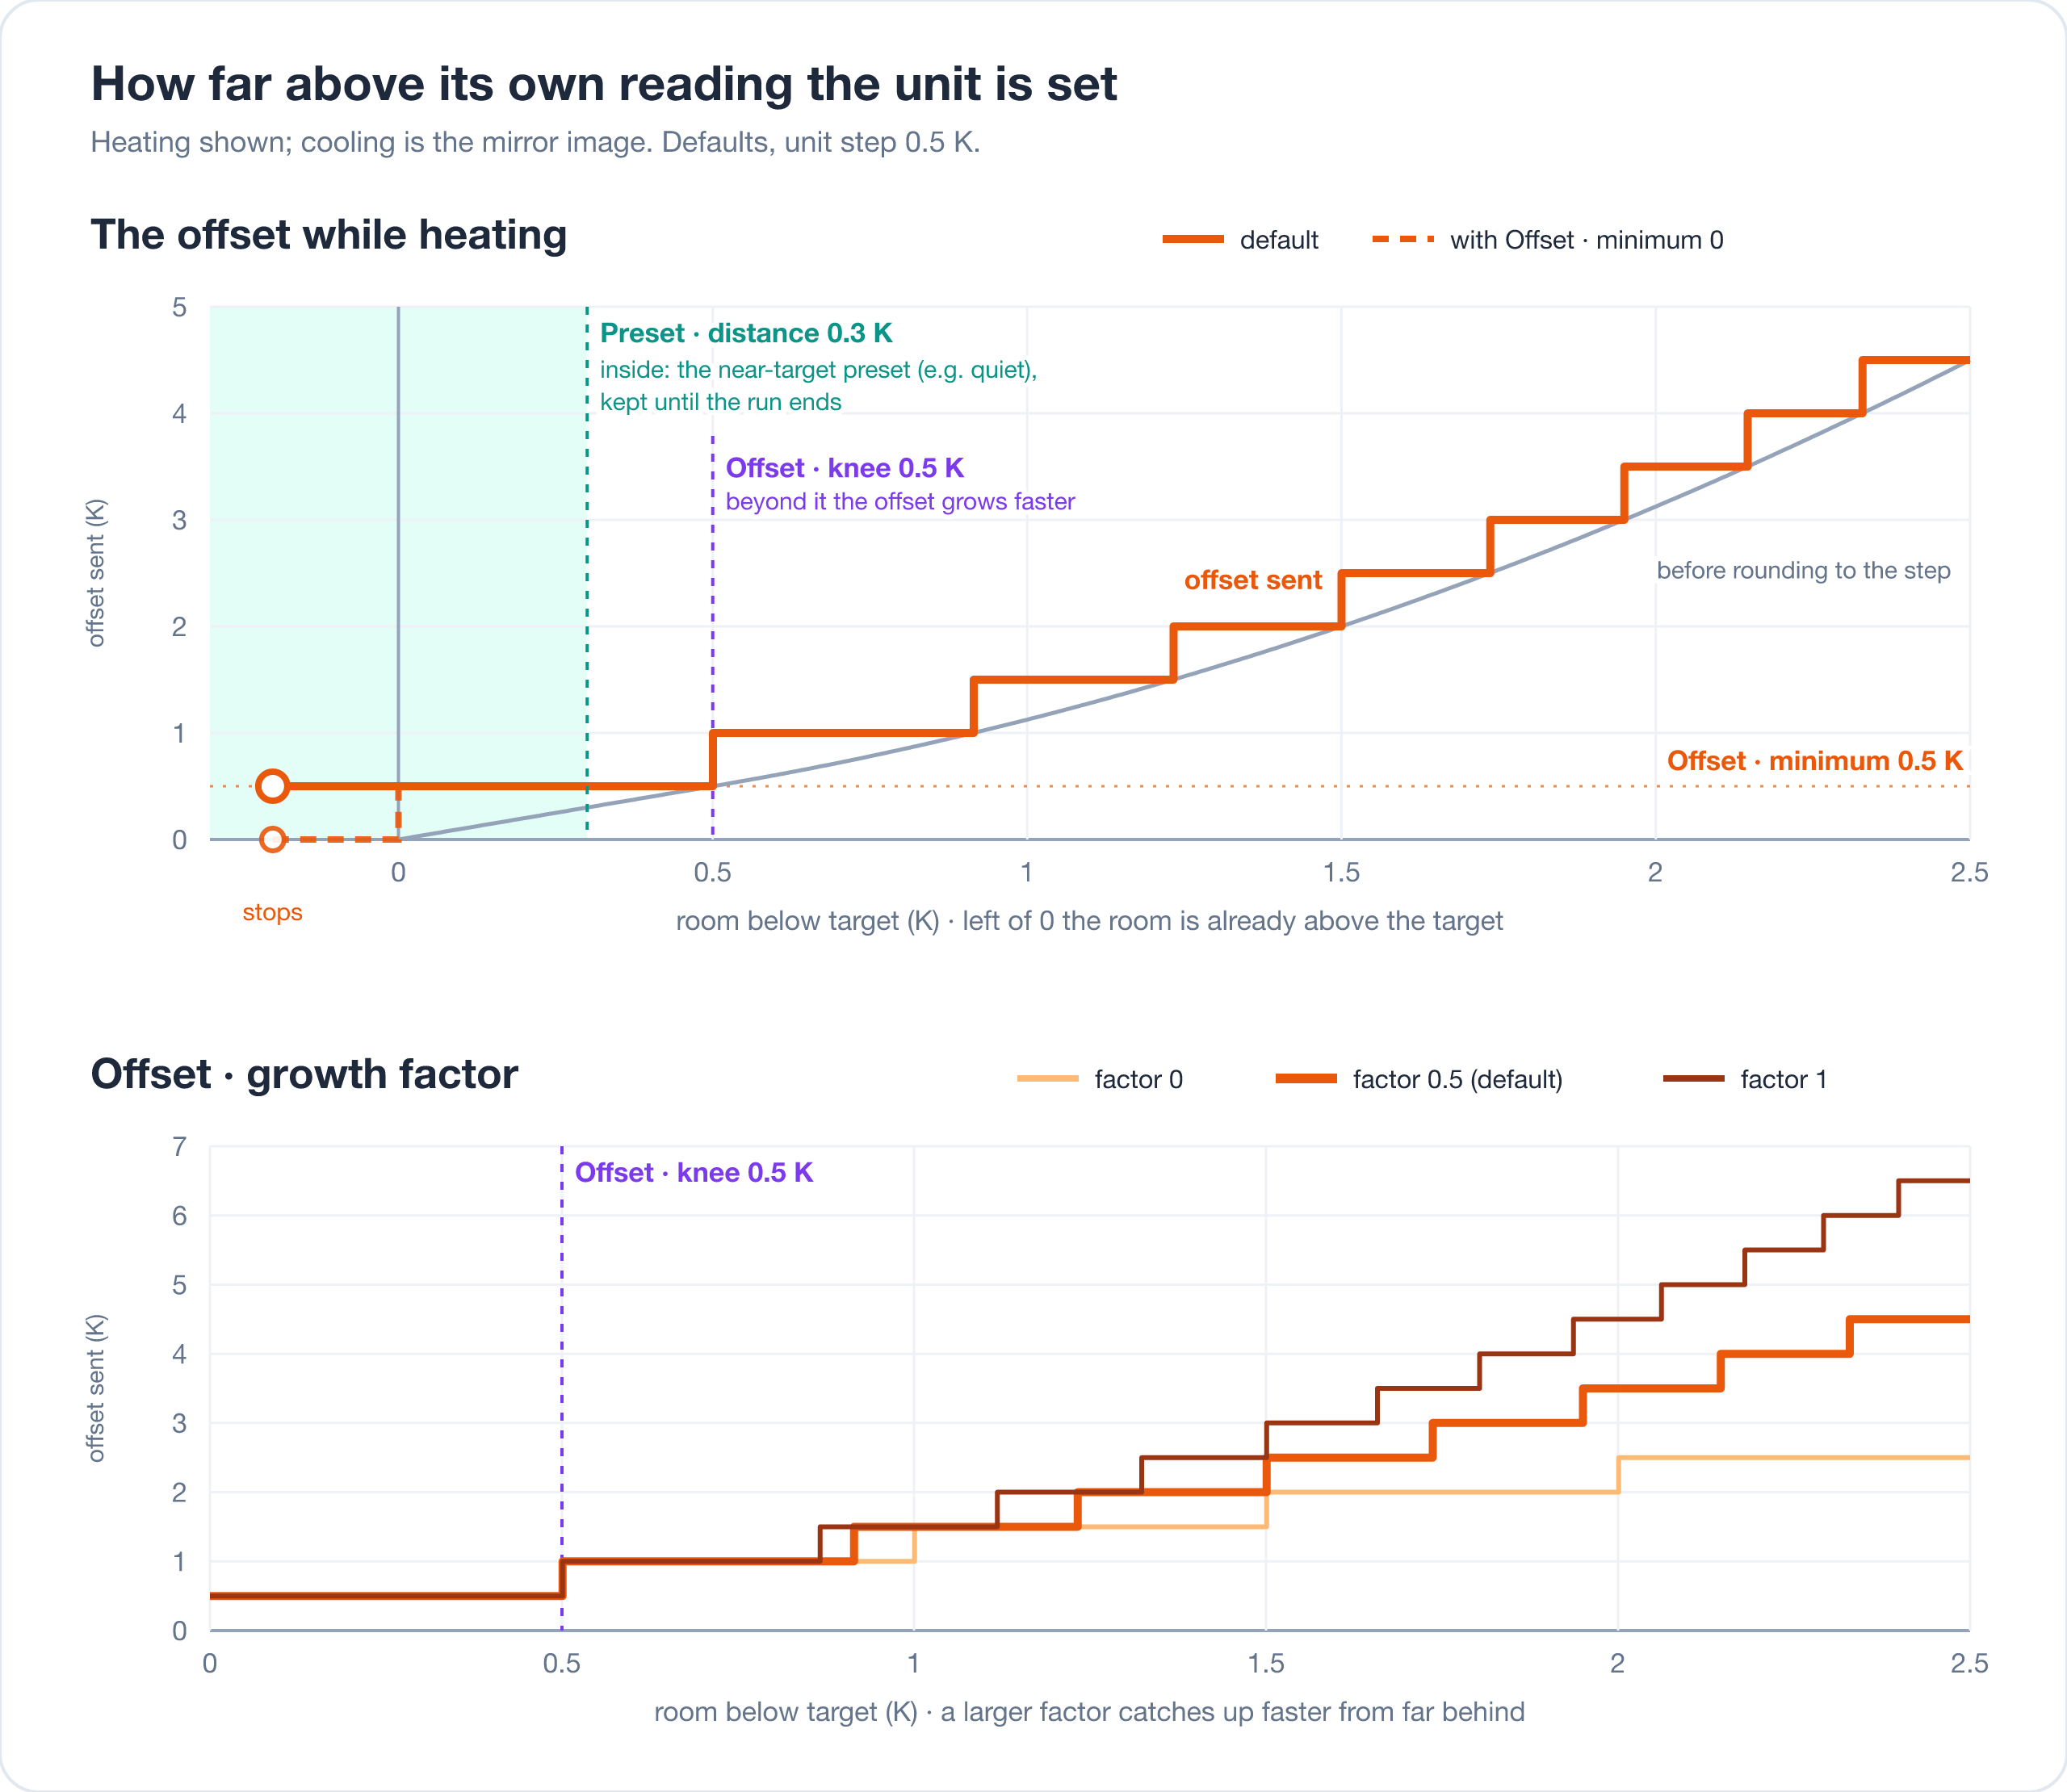 How far above its own reading the unit is set
Heating shown; cooling is the mirror image. Defaults, unit step 0.5 K.
The offset while heating
default
with Offset · minimum 0
5
4
3
2
1
0
offset sent (K)
Preset · distance 0.3 K
inside: the near-target preset (e.g. quiet),
kept until the run ends
Offset · knee 0.5 K
beyond it the offset grows faster
offset sent
before rounding to the step
Offset · minimum 0.5 K
0
0.5
1
1.5
2
2.5
stops
room below target (K) · left of 0 the room is already above the target
Offset · growth factor
factor 0
factor 0.5 (default)
factor 1
7
6
5
4
3
2
1
0
offset sent (K)
Offset · knee 0.5 K
0
0.5
1
1.5
2
2.5
room below target (K) · a larger factor catches up faster from far behind